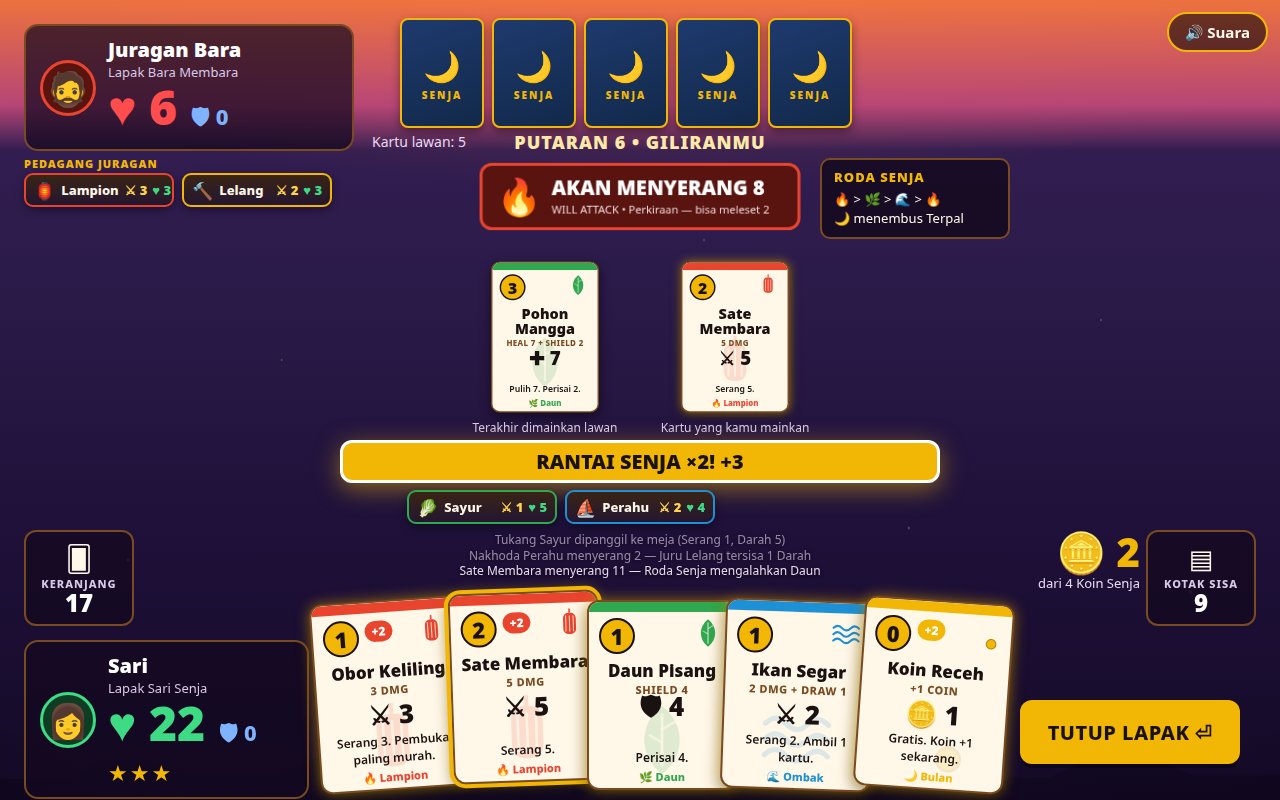 Juragan Bara
Lapak Bara Membara
♥ 6 0
SENJA
SENJA
SENJA
SENJA
SENJA
🔊 Suara
Kartu lawan: 5
PUTARAN 6 • GILIRANMU
PEDAGANG JURAGAN
Lampion ⚔ 3 ♥ 3
Lelang ⚔ 2 ♥ 3
AKAN MENYERANG 8
WILL ATTACK • Perkiraan — bisa meleset 2
RODA SENJA
🔥 > 🌿 > 🌊 > 🔥
🌙 menembus Terpal
3
Pohon
Mangga
HEAL 7 + SHIELD 2
✚ 7
Pulih 7. Perisai 2.
🌿 Daun
2
Sate
Membara
5 DMG
⚔ 5
Serang 5.
🔥 Lampion
Terakhir dimainkan lawan
Kartu yang kamu mainkan
RANTAI SENJA ×2! +3
Sayur ⚔ 1 ♥ 5
Perahu ⚔ 2 ♥ 4
Tukang Sayur dipanggil ke meja (Serang 1, Darah 5)
Nakhoda Perahu menyerang 2 — Juru Lelang tersisa 1 Darah
Sate Membara menyerang 11 — Roda Senja mengalahkan Daun
KERANJANG
17
2
dari 4 Koin Senja
KOTAK SISA
9
Sari
Lapak Sari Senja
♥ 22 0
★★★
1 +2
Obor Keliling
3 DMG
⚔ 3
Serang 3. Pembuka
paling murah.
🔥 Lampion
2 +2
Sate Membara
5 DMG
⚔ 5
Serang 5.
🔥 Lampion
1
Daun Pisang
SHIELD 4
4
Perisai 4.
🌿 Daun
1
Ikan Segar
2 DMG + DRAW 1
⚔ 2
Serang 2. Ambil 1
kartu.
🌊 Ombak
0 +2
Koin Receh
+1 COIN
🪙 1
Gratis. Koin +1
sekarang.
🌙 Bulan
TUTUP LAPAK ⏎